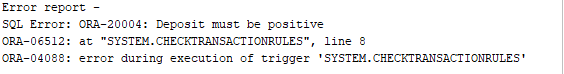 Error report -
SQL Error: ORA-20004: Deposit must be positive
ORA-06512: at "SYSTEM.CHECKTRANSACTIONRULES", line 8
ORA-04088: error during execution of trigger 'SYSTEM.CHECKTRANSACTIONRULES'